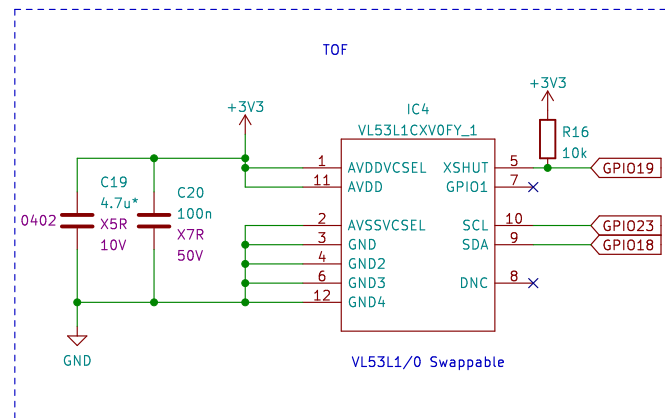 TOF
+3V3
+3V3
IC4
VL53L1CXV0FY_1
R16
10k
1 AVDDVCSEL XSHUT 5 GPIO19
11 AVDD GPIO1 7
C19
4.7u*
0402 X5R
10V
C20
100n
X7R
50V
2 AVSSVCSEL SCL 10 GPIO23
3 GND SDA 9 GPIO18
4 GND2
6 GND3 DNC 8
12 GND4
GND
VL53L1/0 Swappable